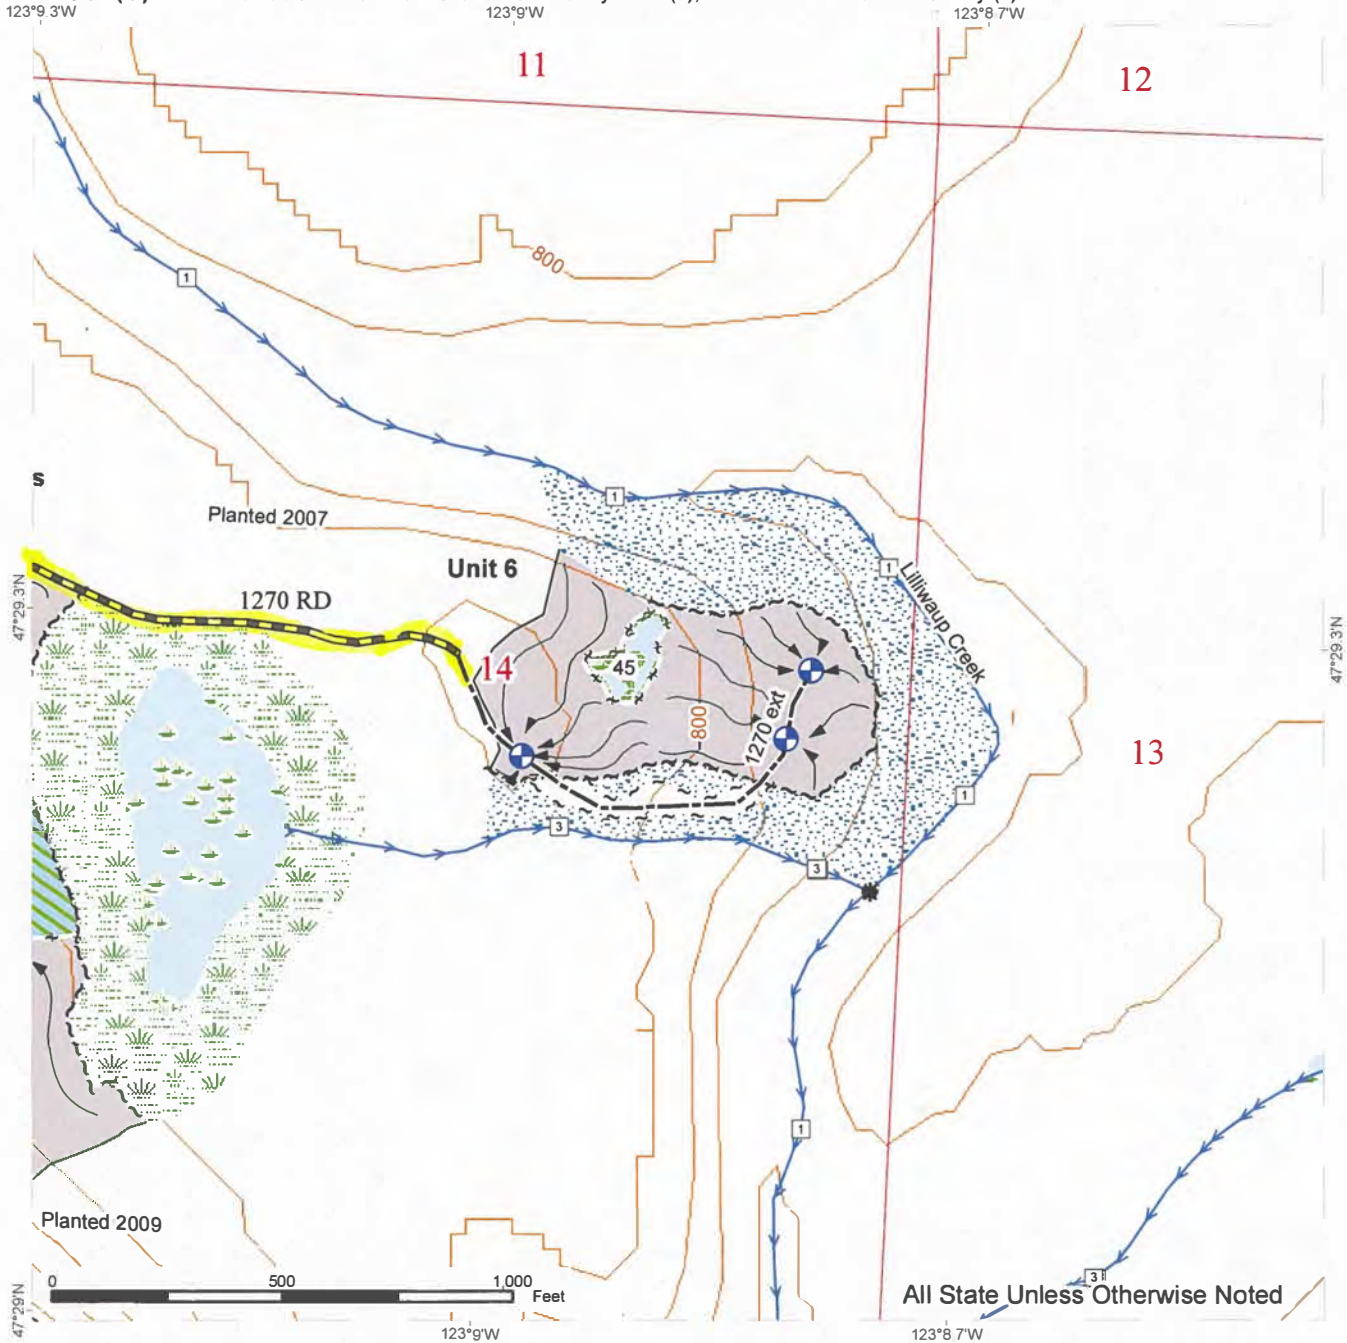 123°9.3'W 123°9'W 123°8.7'W
11
12
800
1
s
Planted 2007
1
Unit 6
1
Lilliwaup Creek
47°29.3'N
1270 RD
47°29.3'N
14
45
800
1270 ext
13
1
3
3
1
Planted 2009
3
0 500 1,000
Feet
All State Unless Otherwise Noted
47°29'N
123°9'W 123°8.7'W